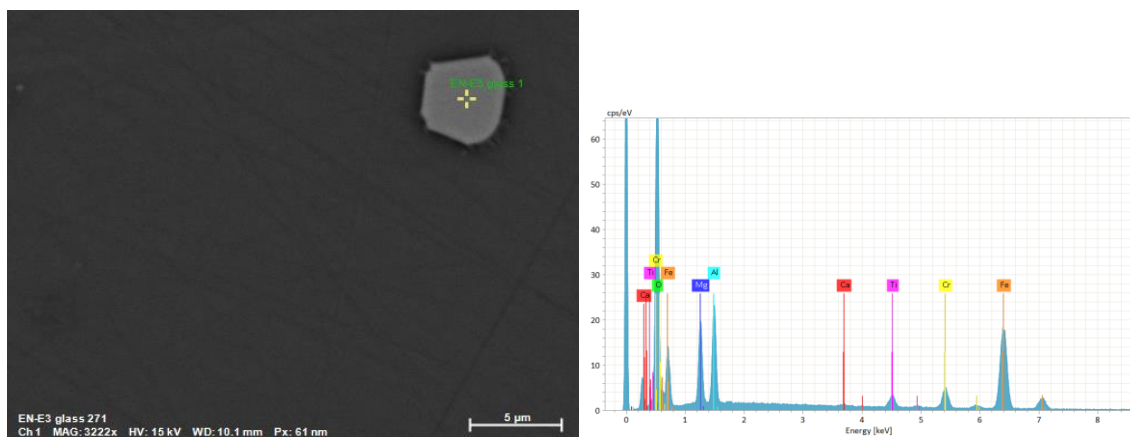 EN-E3 glass 1
EN-E3 glass 271
Ch 1 MAG: 3222x HV: 15 kV WD: 10.1 mm Px: 61 nm
5 µm
cps/eV
60
50
40
30
20
10
0
Cr
Ti Fe Al
O Mg Ca Ti Cr Fe
Ca
0 1 2 3 4 5 6 7 8
Energy [keV]